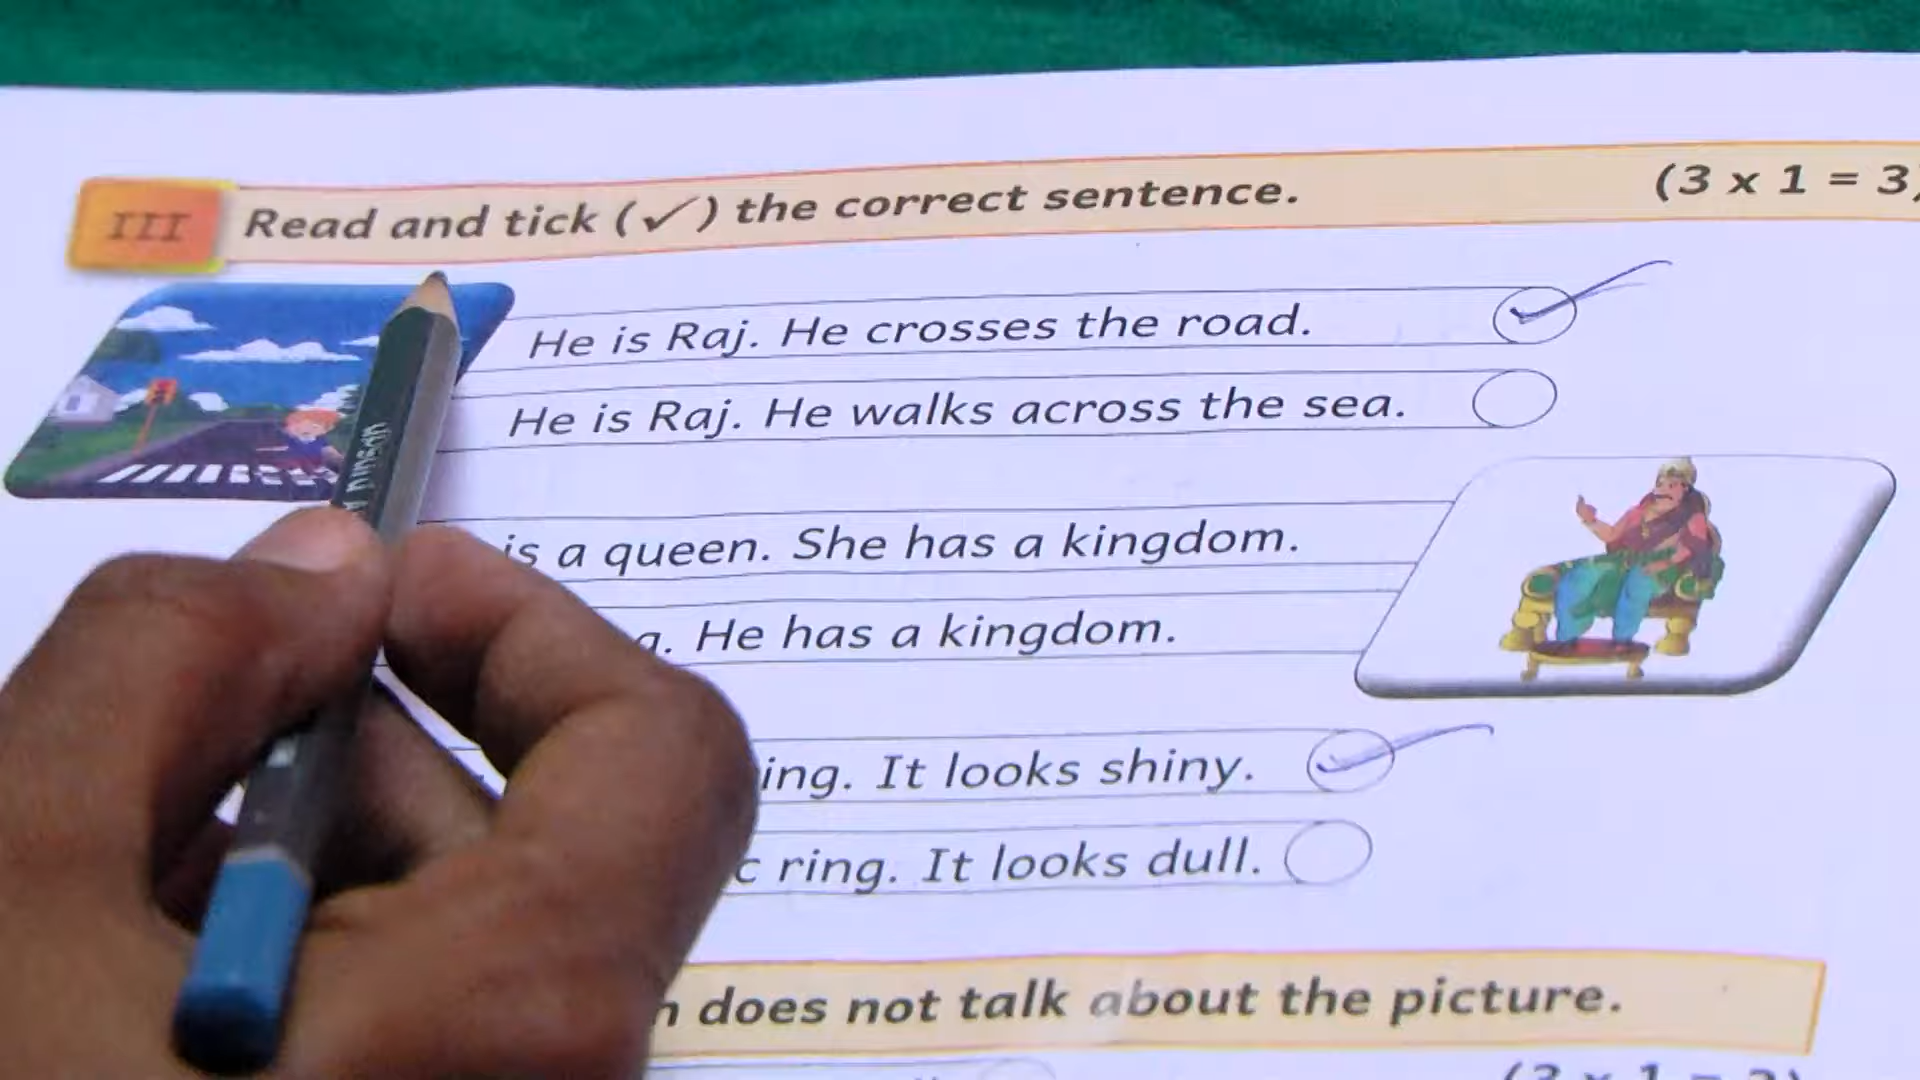 III Read and tick (✓) the correct sentence. (3 x 1 = 3)
He is Raj. He crosses the road.
He is Raj. He walks across the sea.
is a queen. She has a kingdom.
He has a kingdom.
It looks shiny.
ring. It looks dull.
does not talk about the picture.